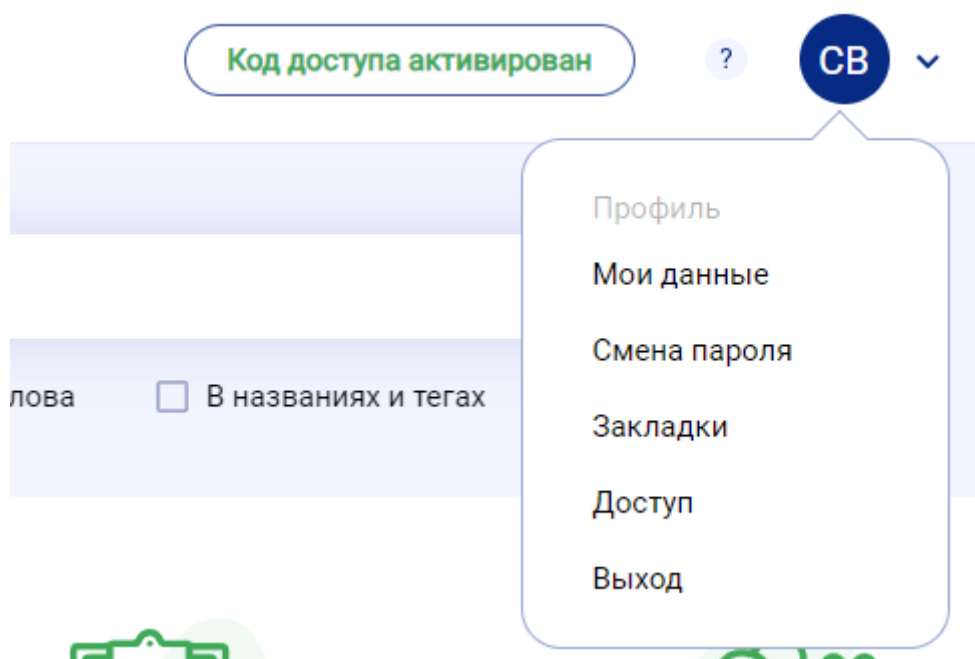 Код доступа активирован
?
СВ
Профиль
Мои данные
Смена пароля
лова
В названиях и тегах
Закладки
Доступ
Выход